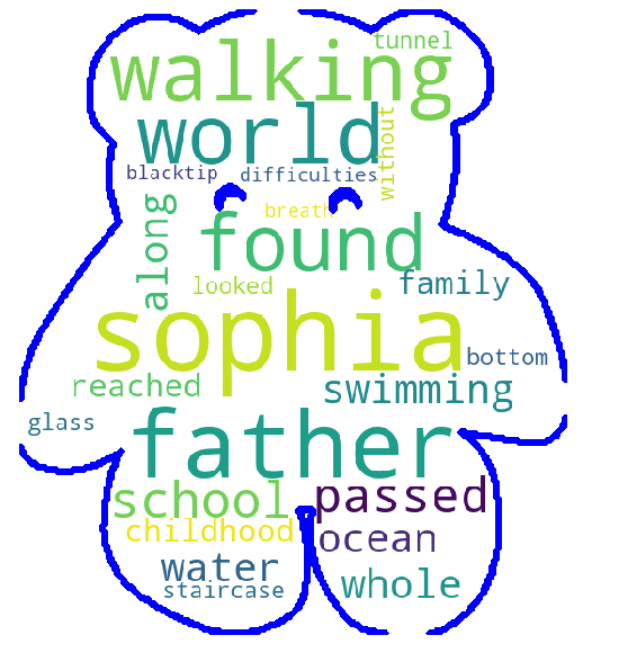 tunnel
walking
world
without
blacktip
difficulties
along
breath
found
looked
family
sophia
bottom
reached
swimming
glass
father
school
passed
childhood
ocean
water
whole
staircase